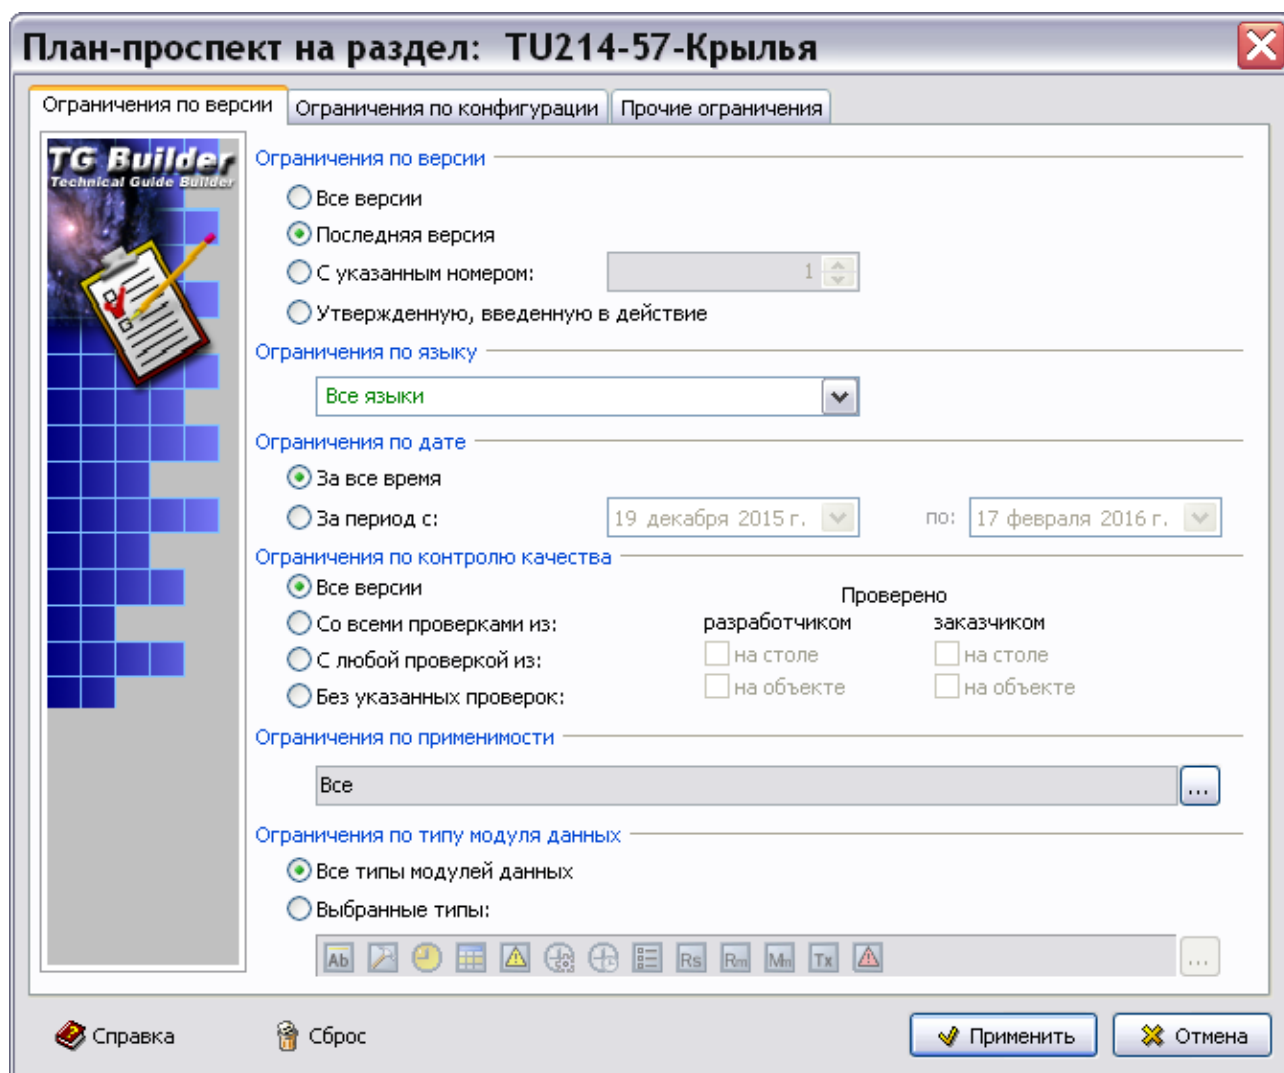 План-проспект на раздел: TU214-57-Крылья
Ограничения по версии Ограничения по конфигурации Прочие ограничения
TG Builder
Technical Guide Builder
Ограничения по версии
Все версии
Последняя версия
С указанным номером: 1
Утвержденную, введенную в действие
Ограничения по языку
Все языки
Ограничения по дате
За все время
За период с: 19 декабря 2015 г. по: 17 февраля 2016 г.
Ограничения по контролю качества
Все версии
Проверено
Со всеми проверками из: разработчиком заказчиком
С любой проверкой из: на столе на столе
Без указанных проверок: на объекте на объекте
Ограничения по применимости
Все ...
Ограничения по типу модуля данных
Все типы модулей данных
Выбранные типы:
Ab Rs Rm Mn Tx ...
Справка Сброс Применить Отмена